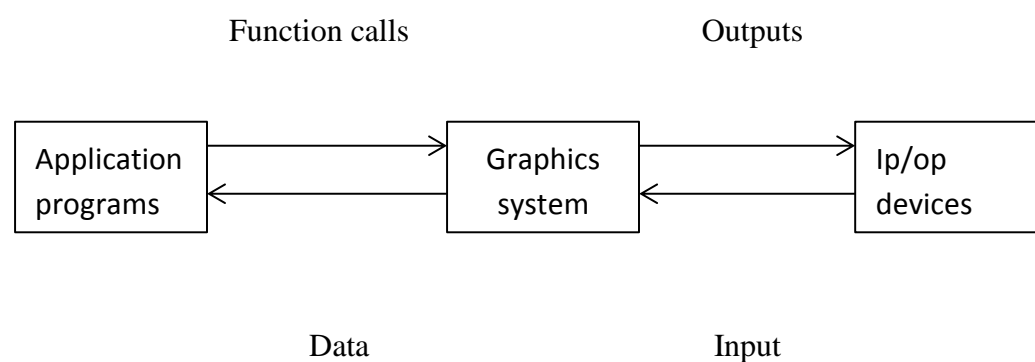 Function calls
Outputs
Application
programs
Graphics
system
Ip/op
devices
Data
Input